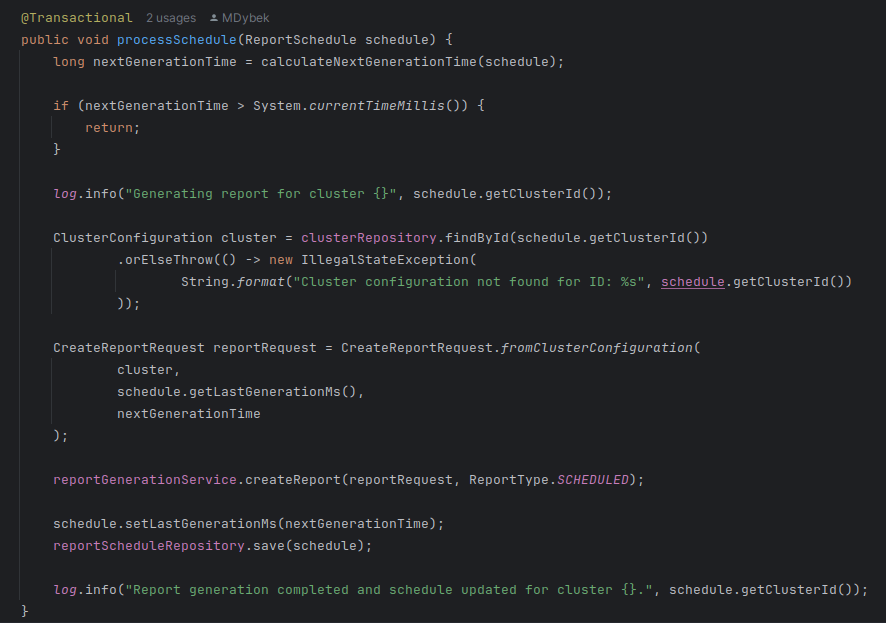 @Transactional 2 usages MDybek
public void processSchedule(ReportSchedule schedule) {
long nextGenerationTime = calculateNextGenerationTime(schedule);
if (nextGenerationTime > System.currentTimeMillis()) {
return;
}
log.info("Generating report for cluster {}", schedule.getClusterId());
ClusterConfiguration cluster = clusterRepository.findById(schedule.getClusterId())
.orElseThrow(() -> new IllegalStateException(
String.format("Cluster configuration not found for ID: %s", schedule.getClusterId())
));
CreateReportRequest reportRequest = CreateReportRequest.fromClusterConfiguration(
cluster,
schedule.getLastGenerationMs(),
nextGenerationTime
);
reportGenerationService.createReport(reportRequest, ReportType.SCHEDULED);
schedule.setLastGenerationMs(nextGenerationTime);
reportScheduleRepository.save(schedule);
log.info("Report generation completed and schedule updated for cluster {}.", schedule.getClusterId());
}